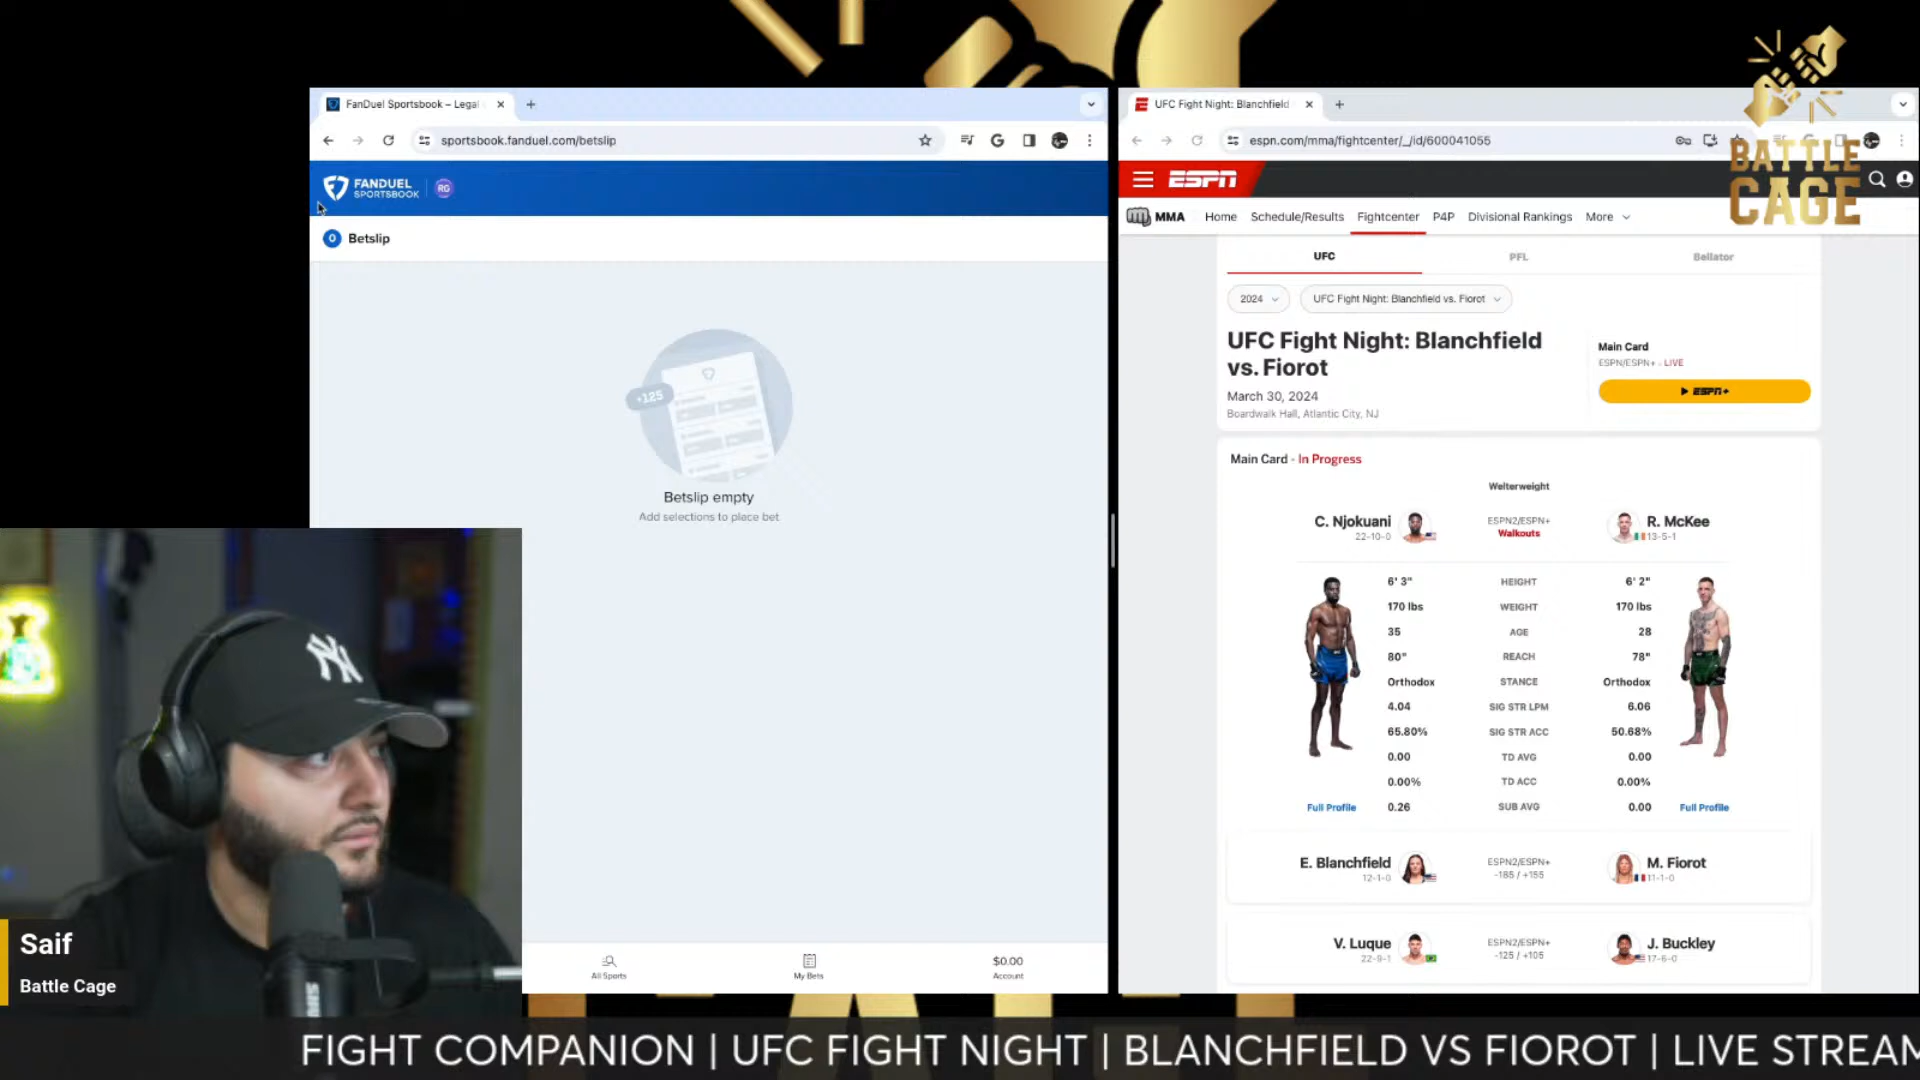 FanDuel Sportsbook – Legal
sportsbook.fanduel.com/betslip
FANDUEL
SPORTSBOOK
RG
0 Betslip
+125
Betslip empty
Add selections to place bet
All Sports
My Bets
$0.00
Account
UFC Fight Night: Blanchfield
espn.com/mma/fightcenter/_/id/600041055
ESPN
BATTLE
CAGE
MMA Home Schedule/Results Fightcenter P4P Divisional Rankings More
UFC PFL Bellator
2024 UFC Fight Night: Blanchfield vs. Fiorot
UFC Fight Night: Blanchfield
vs. Fiorot
March 30, 2024
Boardwalk Hall, Atlantic City, NJ
Main Card
ESPN/ESPN+ - LIVE
ESPN+
Main Card - In Progress
Welterweight
C. Njokuani ESPN2/ESPN+ R. McKee
22-10-0 Walkouts 13-5-1
6' 3" HEIGHT 6' 2"
170 lbs WEIGHT 170 lbs
35 AGE 28
80" REACH 78"
Orthodox STANCE Orthodox
4.04 SIG STR LPM 6.06
65.80% SIG STR ACC 50.68%
0.00 TD AVG 0.00
0.00% TD ACC 0.00%
Full Profile 0.26 SUB AVG 0.00 Full Profile
E. Blanchfield ESPN2/ESPN+ M. Fiorot
12-1-0 -185 / +155 11-1-0
V. Luque ESPN2/ESPN+ J. Buckley
22-9-1 -125 / +105 17-6-0
NY
Saif
Battle Cage
FIGHT COMPANION | UFC FIGHT NIGHT | BLANCHFIELD VS FIOROT | LIVE STREAM